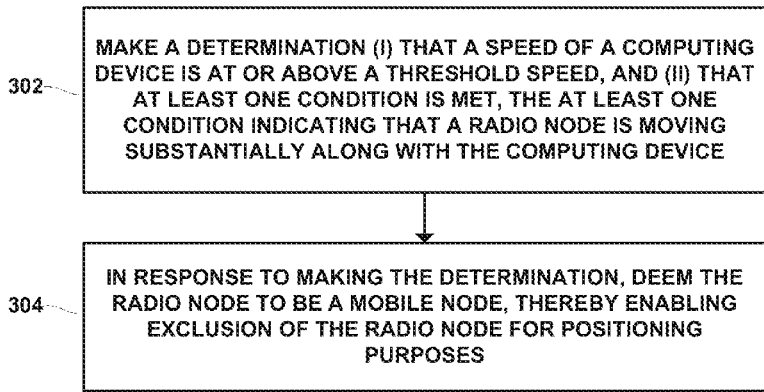 302
MAKE A DETERMINATION (I) THAT A SPEED OF A COMPUTING
DEVICE IS AT OR ABOVE A THRESHOLD SPEED, AND (II) THAT
AT LEAST ONE CONDITION IS MET, THE AT LEAST ONE
CONDITION INDICATING THAT A RADIO NODE IS MOVING
SUBSTANTIALLY ALONG WITH THE COMPUTING DEVICE
304
IN RESPONSE TO MAKING THE DETERMINATION, DEEM THE
RADIO NODE TO BE A MOBILE NODE, THEREBY ENABLING
EXCLUSION OF THE RADIO NODE FOR POSITIONING
PURPOSES